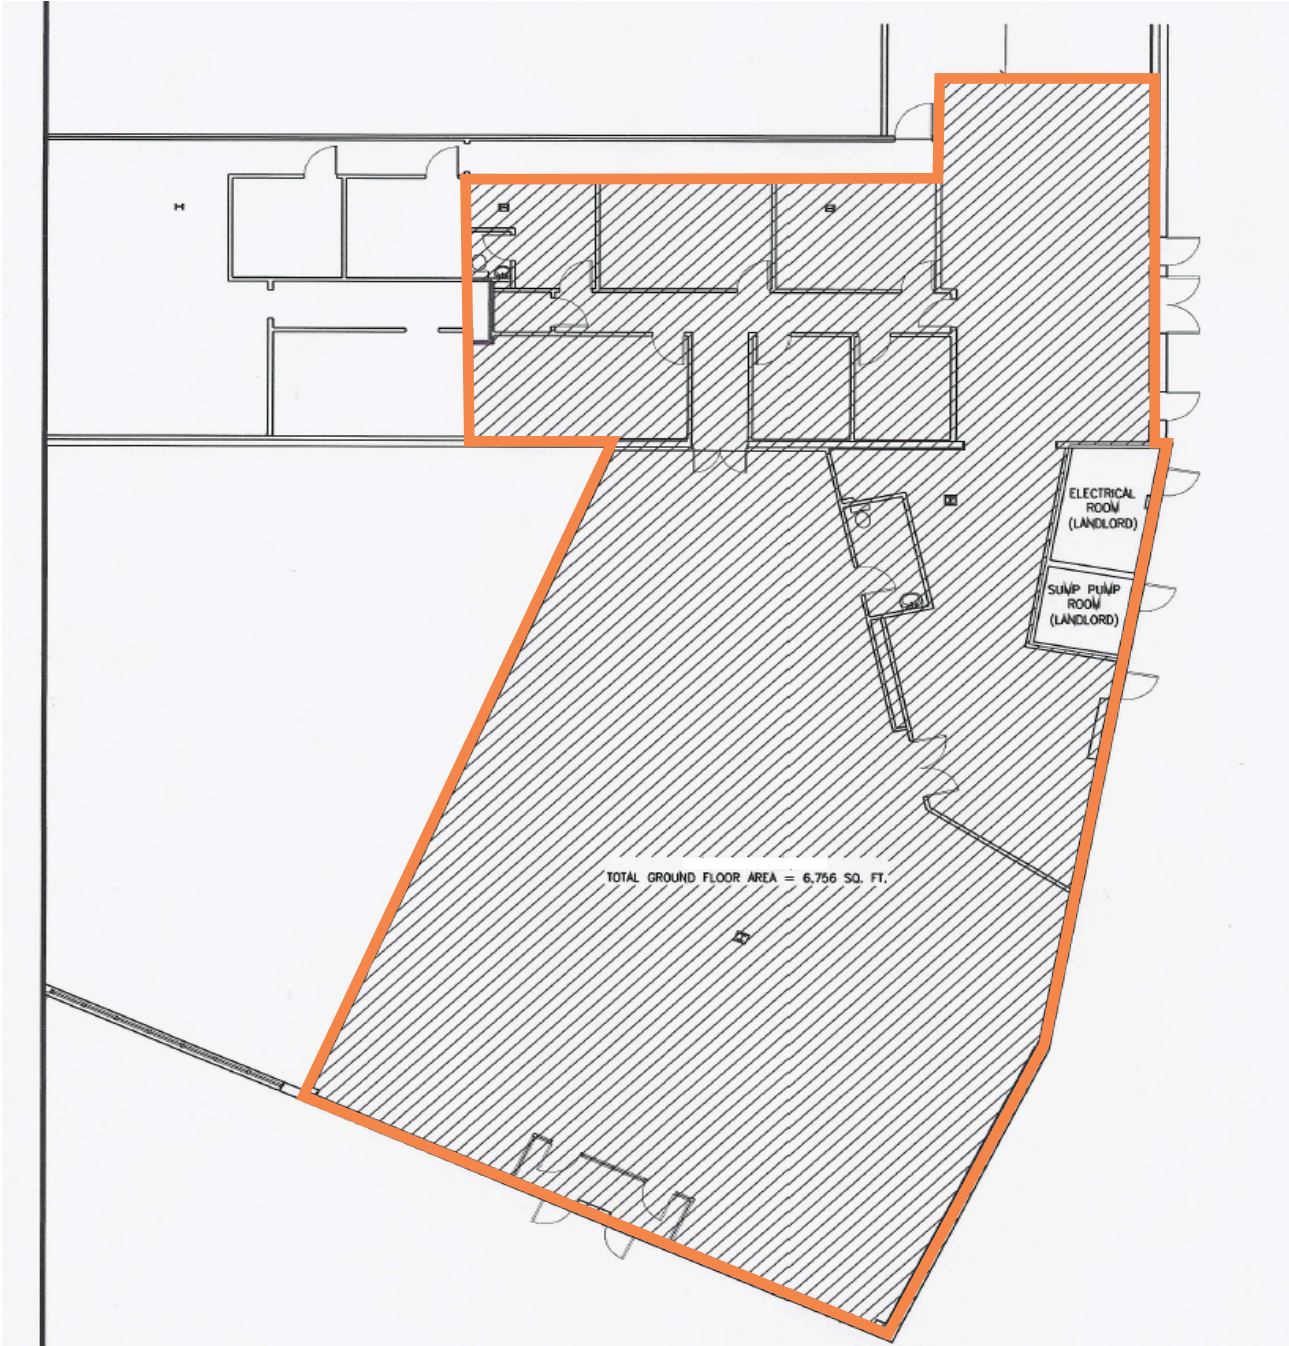 ELECTRICAL
ROOM
(LANDLORD)
SUMP PUMP
ROOM
(LANDLORD)
TOTAL GROUND FLOOR AREA = 6,756 SQ. FT.